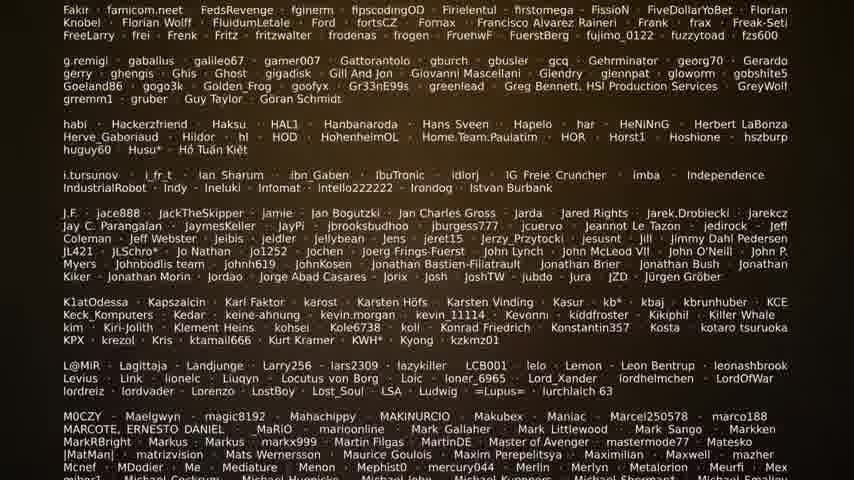 Fakir · famicom.neet · FedsRevenge · fginerm · fipscodingOD · Firielentul · firstomega · FissioN · FiveDollarYoBet · Florian
Knobel · Florian Wolff · FluidumLetale · Ford · fortsCZ · Fornax · Francisco Alvarez Raineri · Frank · frax · Freak-Seti
FreeLarry · frei · Frenk · Fritz · fritzwalter · frodenas · frogen · FruehwF · FuerstBerg · fujimo_0122 · fuzzytoad · fzs600
g.remigi · gaballus · galileo67 · gamer007 · Gattorantolo · gburch · gbusler · gcq · Gehrminator · georg70 · Gerardo
gerry · ghengis · Ghis · Ghost · gigadisk · Gill And Jon · Giovanni Mascellani · Glendry · glennpat · gloworm · gobshite5
Goeland86 · gogo3k · Golden_Frog · goofyx · Gr33nE99s · greenlead · Greg Bennett, HSI Production Services · GreyWolf
grremm1 · gruber · Guy Taylor · Göran Schmidt
habi · Hackerzfriend · Haksu · HAL1 · Hanbanaroda · Hans Sveen · Hapelo · har · HeNiNnG · Herbert LaBonza
Herve_Gaboriaud · Hildor · hl · HOD · HohenheimOL · Home.Team.Paulatim · HOR · Horst1 · Hoshione · hszburp
huguy60 · Husu* · Hồ Tuấn Kiệt
i.tursunov · i_fr_t · Ian Sharum · ibn_Gaben · IbuTronic · idlorj · IG Freie Cruncher · imba · Independence
IndustrialRobot · Indy · Ineluki · Infomat · intello222222 · Irondog · Istvan Burbank
J.F. · jace888 · JackTheSkipper · jamie · Jan Bogutzki · Jan Charles Gross · Jarda · Jared Rights · Jarek.Drobiecki · Jarekcz
Jay C. Parangalan · JaymesKeller · JayPi · jbrooksbudhoo · jburgess777 · jcuervo · Jeannot Le Tazon · jedirock · Jeff
Coleman · Jeff Webster · Jeibis · jeidler · Jellybean · Jens · jeret15 · Jerzy_Przytocki · jesusnt · Jill · Jimmy Dahl Pedersen
JL421 · JLSchro* · Jo Nathan · Jo1252 · Jochen · Joerg Frings-Fuerst · John Lynch · John McLeod VII · John O'Neill · John P.
Myers · Johnbodlis team · johnh619 · JohnKosen · jonathan Bastien-Filiatrault · Jonathan Brier · Jonathan Bush · Jonathan
Kiker · Jonathan Morin · Jordao · Jorge Abad Casares · Jorix · Josh · JoshTW · jubdo · jura · JZD · Jürgen Gröber
K1atOdessa · Kapszalcin · Karl Faktor · karost · Karsten Höfs · Karsten Vinding · Kasur · kb* · kbaj · kbrunhuber · KCE
Keck_Komputers · Kedar · keine-ahnung · kevin.morgan · kevin_11114 · Kevonni · kiddfroster · Kikiphil · Killer Whale
kim · Kiri-Jolith · Klement Heins · kohsei · Kole6738 · koli · Konrad Friedrich · Konstantin357 · Kosta · kotaro tsuruoka
KPX · krezol · Kris · ktamail666 · Kurt Kramer · KWH* · Kyong · kzkmz01
L@MiR · Lagittaja · Landjunge · Larry256 · lars2309 · lazykiller · LCB001 · lelo · Lemon · Leon Bentrup · leonashbrook
Levius · Link · lionelc · Liuqyn · Locutus von Borg · Loic · loner_6965 · Lord_Xander · lordhelmchen · LordOfWar
lordreiz · lordvader · Lorenzo · LostBoy · Lost_Soul · LSA · Ludwig · =Lupus= · lurchlaich 63
M0CZY · Maelgwyn · magic8192 · Mahachippy · MAKINURCIO · Makubex · Maniac · Marcel250578 · marco188
MARCOTE, ERNESTO DANIEL · _MaRiO · marioonline · Mark Gallaher · Mark Littlewood · Mark Sango · Markken
MarkRBright · Markus · Markus · markx999 · Martin Filgas · MartinDE · Master of Avenger · mastermode77 · Matesko
|MatMan| · matrizvision · Mats Wernersson · Maurice Goulois · Maxim Perepelitsya · Maximilian · Maxwell · mazher
Mcnef · MDodier · Me · Mediature · Menon · Mephist0 · mercury044 · Merlin · Merlyn · Metalorion · Meurfi · Mex